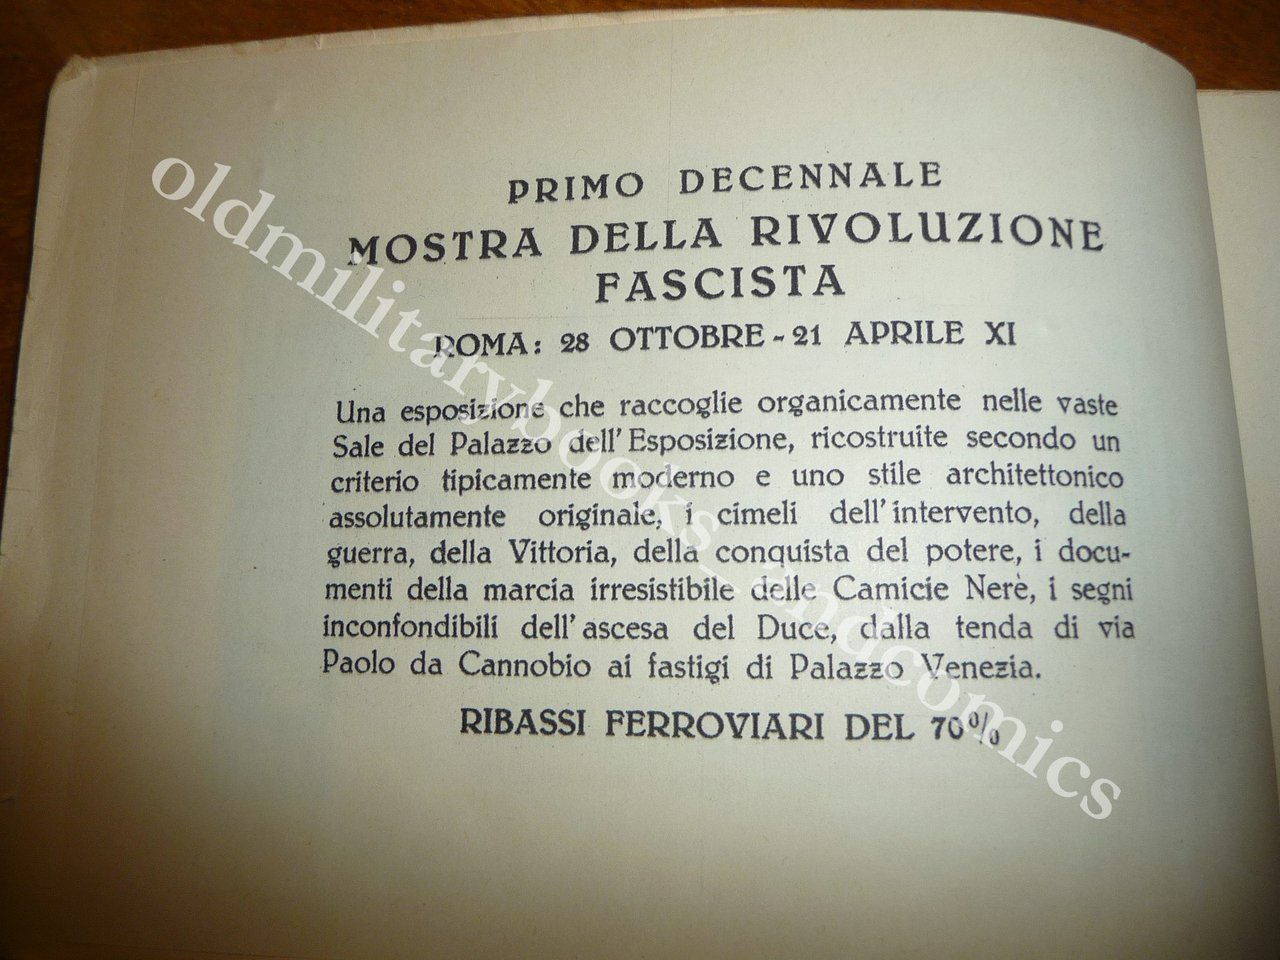 PRIMO DECENNALE
MOSTRA DELLA RIVOLUZIONE
FASCISTA
ROMA: 28 OTTOBRE - 21 APRILE XI
Una esposizione che raccoglie organicamente nelle vaste
Sale del Palazzo dell'Esposizione, ricostruite secondo un
criterio tipicamente moderno e uno stile architettonico
assolutamente originale, i cimeli dell'intervento, della
guerra, della Vittoria, della conquista del potere, i docu-
menti della marcia irresistibile delle Camicie Nerè, i segni
inconfondibili dell'ascesa del Duce, dalla tenda di via
Paolo da Cannobio ai fastigi di Palazzo Venezia.
RIBASSI FERROVIARI DEL 70%
oldmilitarybooks_andcomics